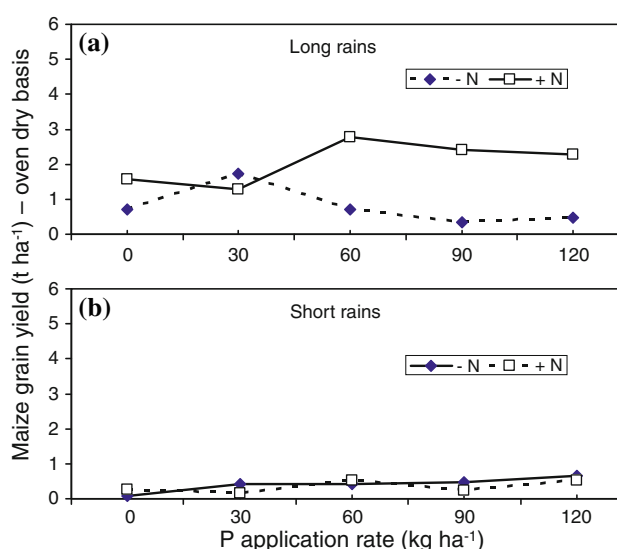 Maize grain yield (t ha⁻¹) – oven dry basis
(a)
Long rains
- N + N
6
5
4
3
2
1
0
0 30 60 90 120
(b)
Short rains
- N + N
6
5
4
3
2
1
0
0 30 60 90 120
P application rate (kg ha⁻¹)